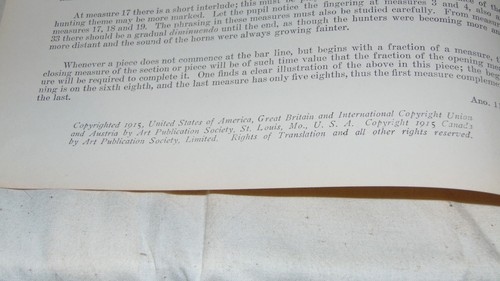 At measure 17 there is a short interlude; this must be
hunting theme may be more marked. Let the pupil notice the fingering at measures 3 and 4,
measures 17, 18 and 19. The phrasing in these measures must also be studied carefully. From
33 there should be a gradual diminuendo until the end, as though the hunters were becoming
more distant and the sound of the horns were always growing fainter.
Whenever a piece does not commence at the bar line, but begins with a fraction of a measure,
closing measure of the section or piece will be of such time value that the fraction of the opening
ure will be required to complete it. One finds a clear illustration of the above in this piece; the
ning is on the sixth eighth, and the last measure has only five eighths, thus the first measure
the last.
Ano.
Copyrighted 1915, United States of America, Great Britain and International Copyright Union
and Austria by Art Publication Society, St. Louis, Mo., U. S. A. Copyright 1915 Canada
by Art Publication Society, Limited. Rights of Translation and all other rights reserved.